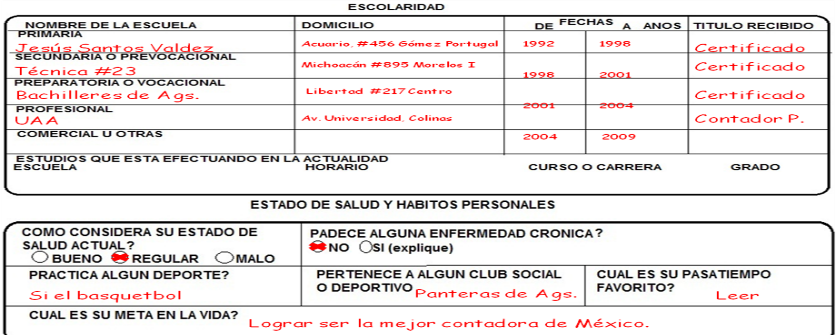 ESCOLARIDAD
NOMBRE DE LA ESCUELA DOMICILIO DE FECHAS A ANOS TITULO RECIBIDO
PRIMARIA
Jesús Santos Valdez Acuario, #456 Gómez Portugal 1992 1998 Certificado
SECUNDARIA O PREVOCACIONAL
Técnica #23 Michoacán #895 Morelos I 1998 2001 Certificado
PREPARATORIA O VOCACIONAL
Bachilleres de Ags. Libertad #217 Centro 2001 2004 Certificado
PROFESIONAL
UAA Av. Universidad, Colinas 2004 2009 Contador P.
COMERCIAL U OTRAS
ESTUDIOS QUE ESTA EFECTUANDO EN LA ACTUALIDAD
ESCUELA HORARIO CURSO O CARRERA GRADO
ESTADO DE SALUD Y HABITOS PERSONALES
COMO CONSIDERA SU ESTADO DE
SALUD ACTUAL?
BUENO REGULAR MALO
PADECE ALGUNA ENFERMEDAD CRONICA?
NO SI (explique)
PRACTICA ALGUN DEPORTE?
Si el basquetbol
PERTENECE A ALGUN CLUB SOCIAL
O DEPORTIVO Panteras de Ags.
CUAL ES SU PASATIEMPO
FAVORITO?
Leer
CUAL ES SU META EN LA VIDA?
Lograr ser la mejor contadora de México.